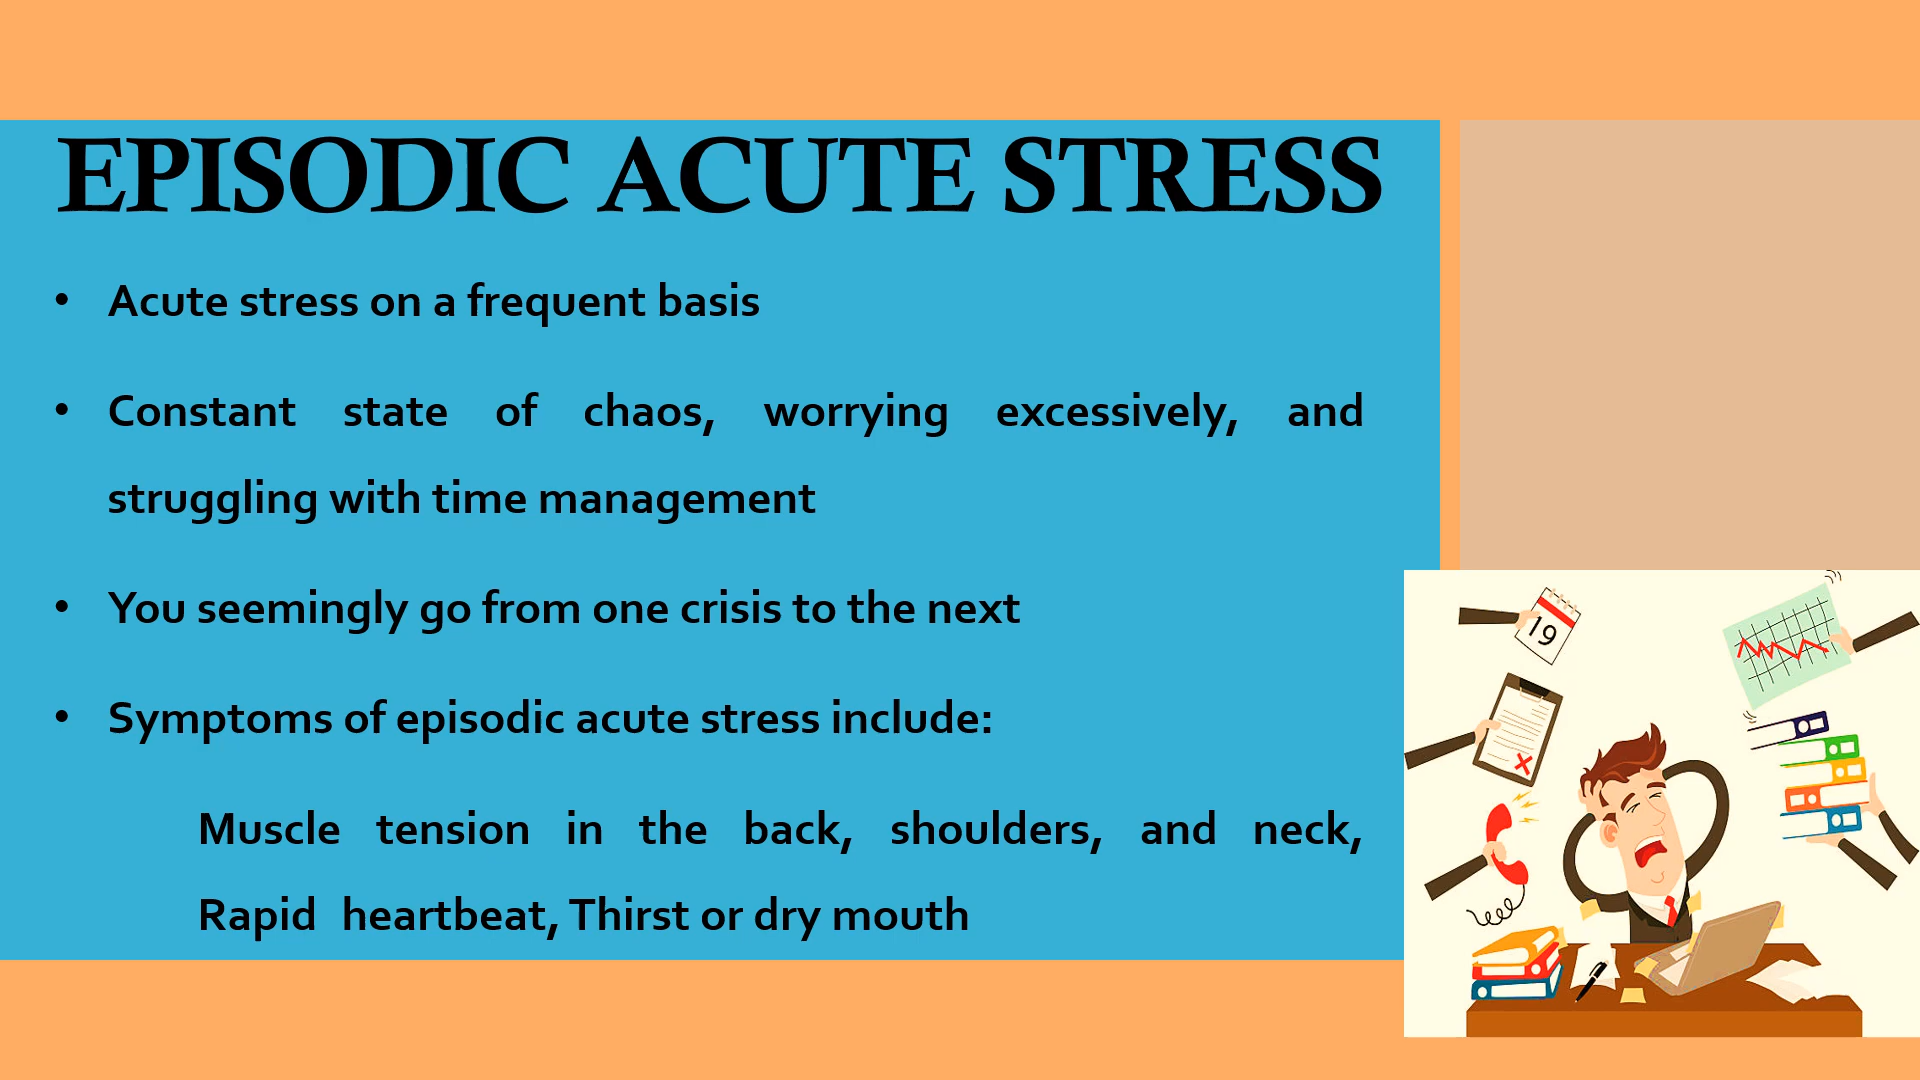 EPISODIC ACUTE STRESS
• Acute stress on a frequent basis
• Constant state of chaos, worrying excessively, and
struggling with time management
• You seemingly go from one crisis to the next
• Symptoms of episodic acute stress include:
Muscle tension in the back, shoulders, and neck,
Rapid heartbeat, Thirst or dry mouth
19